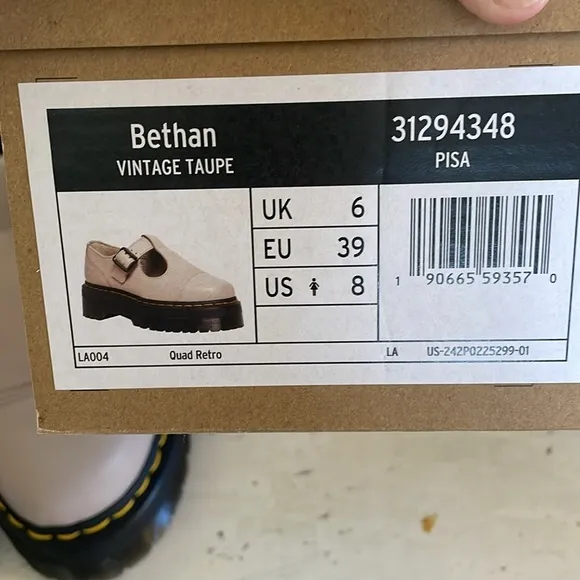 Bethan
VINTAGE TAUPE
31294348
PISA
UK 6
EU 39
US 8
1 90665 59357 0
LA004 Quad Retro LA US-242P0225299-01